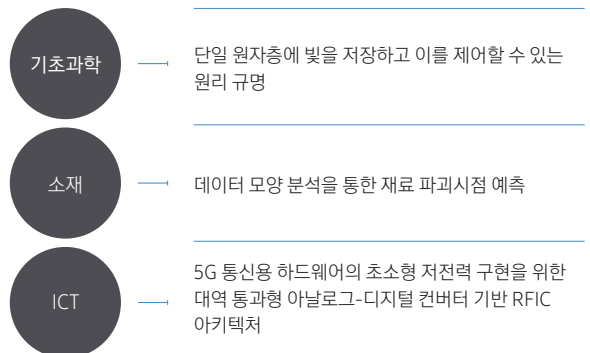 기초과학
단일 원자층에 빛을 저장하고 이를 제어할 수 있는
원리 규명
소재
데이터 모양 분석을 통한 재료 파괴시점 예측
ICT
5G 통신용 하드웨어의 초소형 저전력 구현을 위한
대역 통과형 아날로그-디지털 컨버터 기반 RFIC
아키텍처